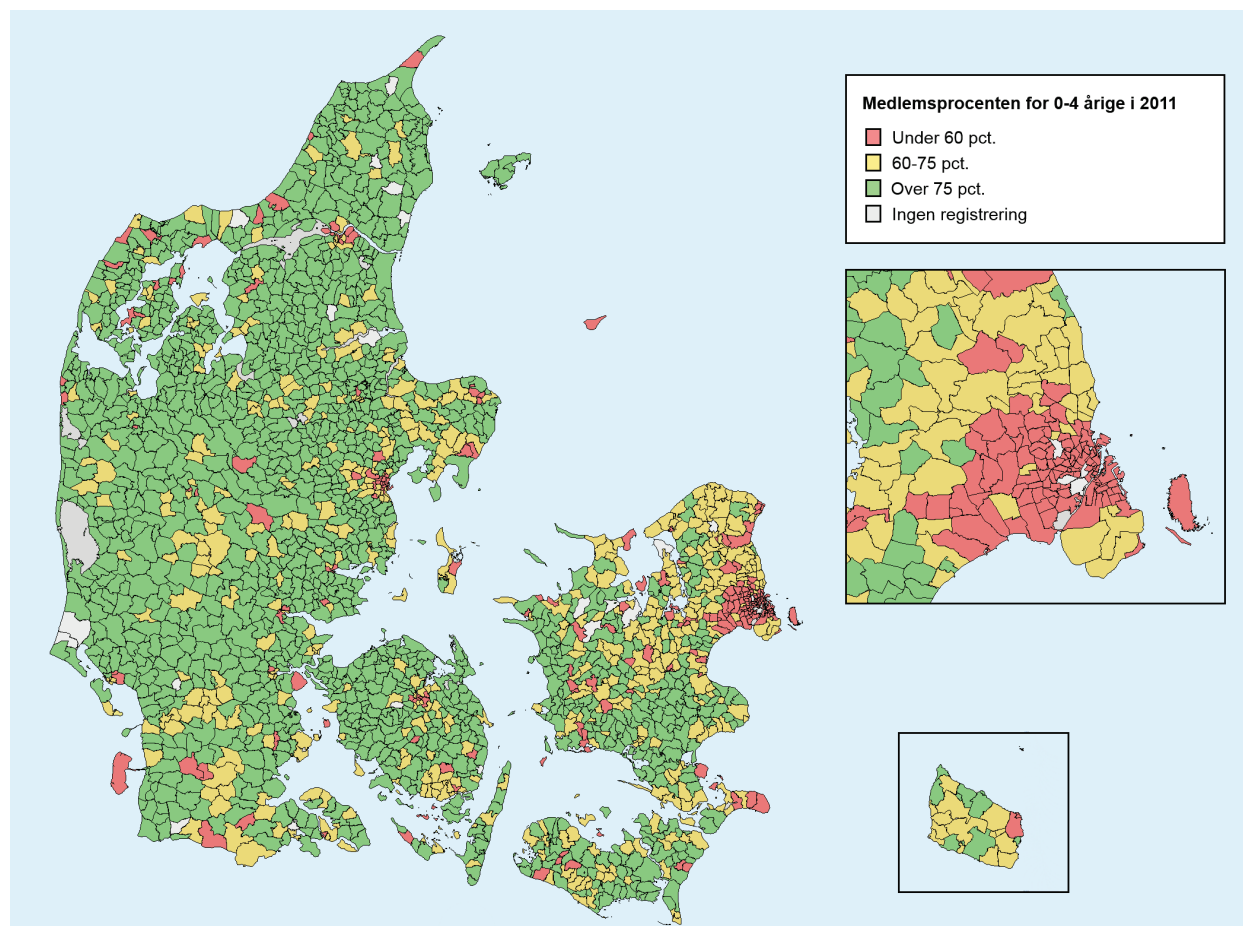 Medlemsprocenten for 0-4 årige i 2011
Under 60 pct.
60-75 pct.
Over 75 pct.
Ingen registrering